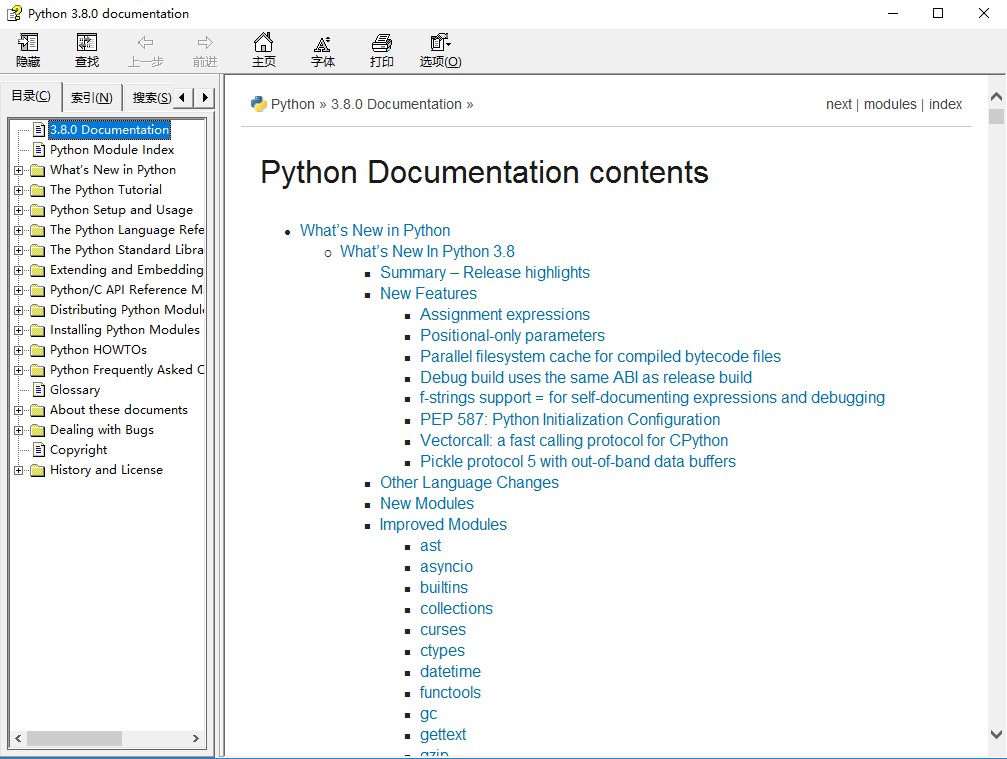 Python 3.8.0 documentation
隐藏 查找 上一步 前进 主页 字体 打印 选项(O)
目录(C) 索引(N) 搜索(S)
3.8.0 Documentation
Python Module Index
What's New in Python
The Python Tutorial
Python Setup and Usage
The Python Language Refe
The Python Standard Libra
Extending and Embedding
Python/C API Reference M
Distributing Python Modul
Installing Python Modules
Python HOWTOs
Python Frequently Asked Q
Glossary
About these documents
Dealing with Bugs
Copyright
History and License
Python » 3.8.0 Documentation »
next | modules | index
Python Documentation contents
What's New in Python
What's New In Python 3.8
Summary – Release highlights
New Features
Assignment expressions
Positional-only parameters
Parallel filesystem cache for compiled bytecode files
Debug build uses the same ABI as release build
f-strings support = for self-documenting expressions and debugging
PEP 587: Python Initialization Configuration
Vectorcall: a fast calling protocol for CPython
Pickle protocol 5 with out-of-band data buffers
Other Language Changes
New Modules
Improved Modules
ast
asyncio
builtins
collections
curses
ctypes
datetime
functools
gc
gettext